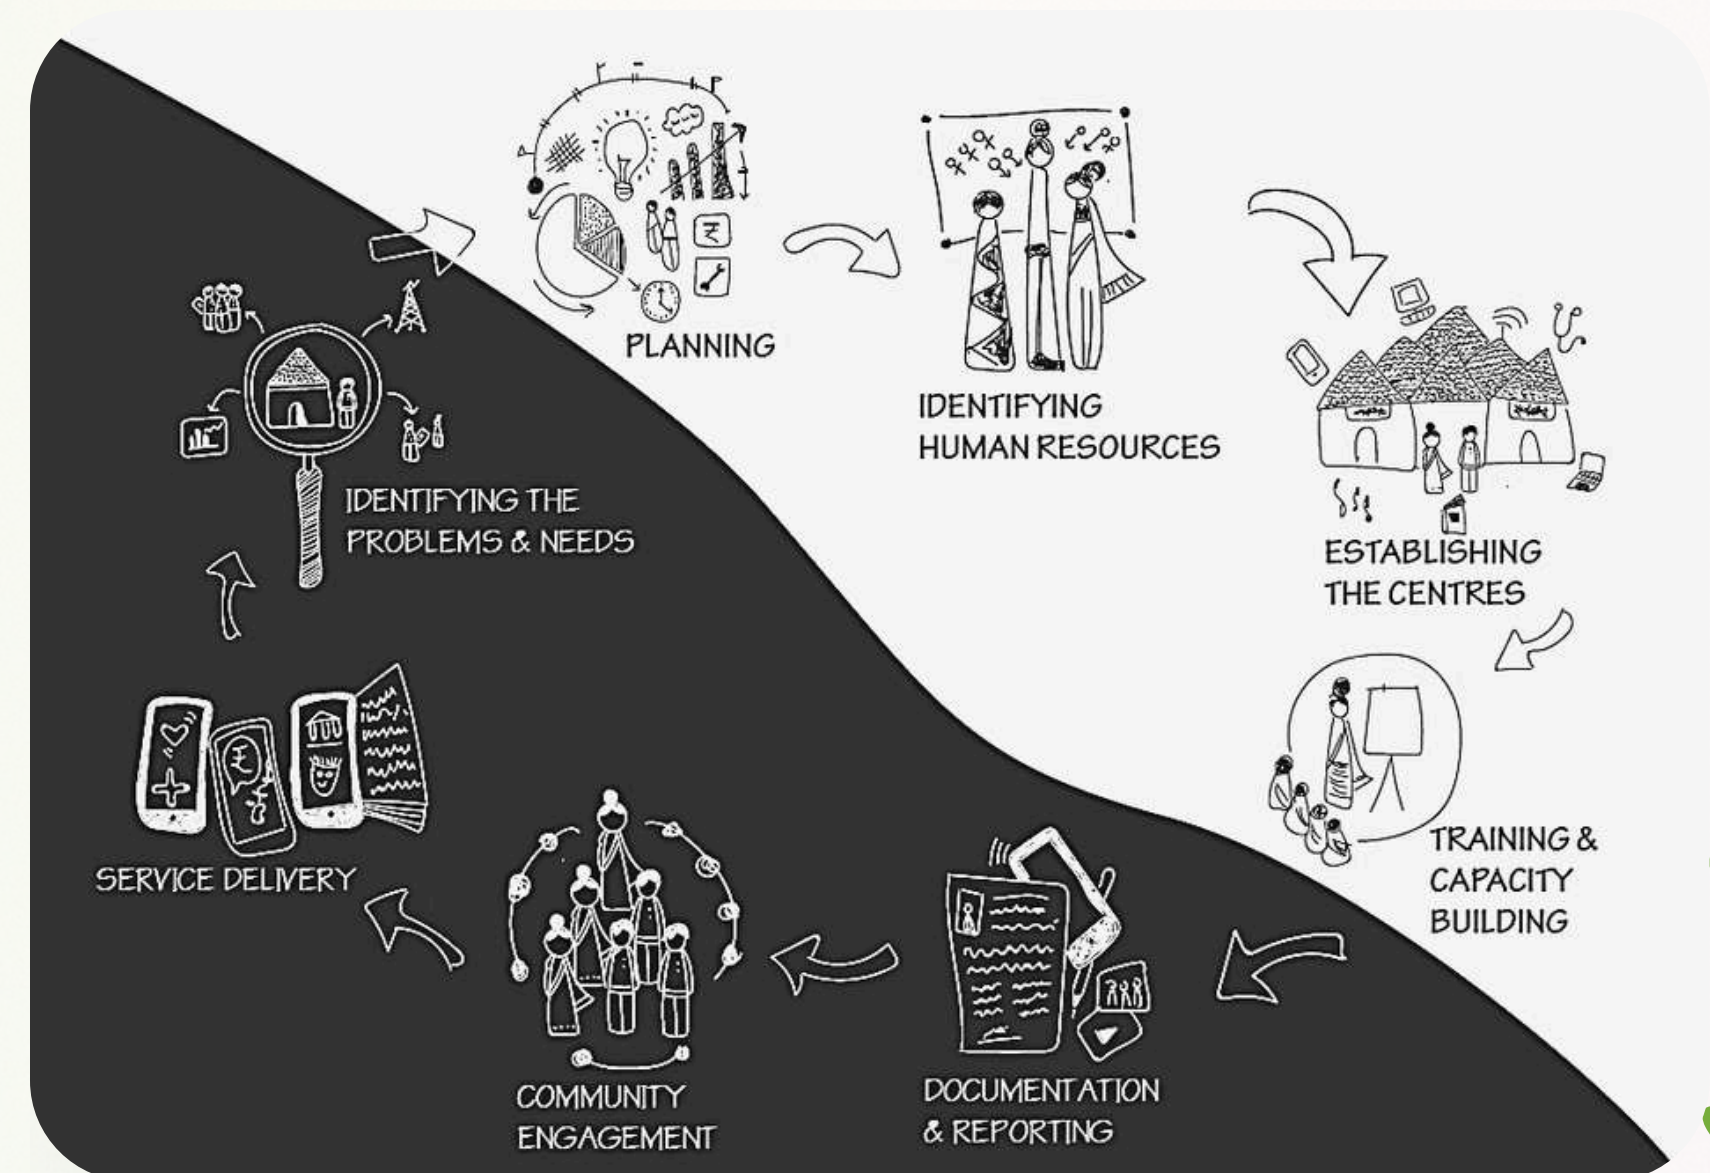 PLANNING
IDENTIFYING
HUMAN RESOURCES
ESTABLISHING
THE CENTRES
TRAINING &
CAPACITY
BUILDING
DOCUMENTATION
& REPORTING
COMMUNITY
ENGAGEMENT
SERVICE DELIVERY
IDENTIFYING THE
PROBLEMS & NEEDS